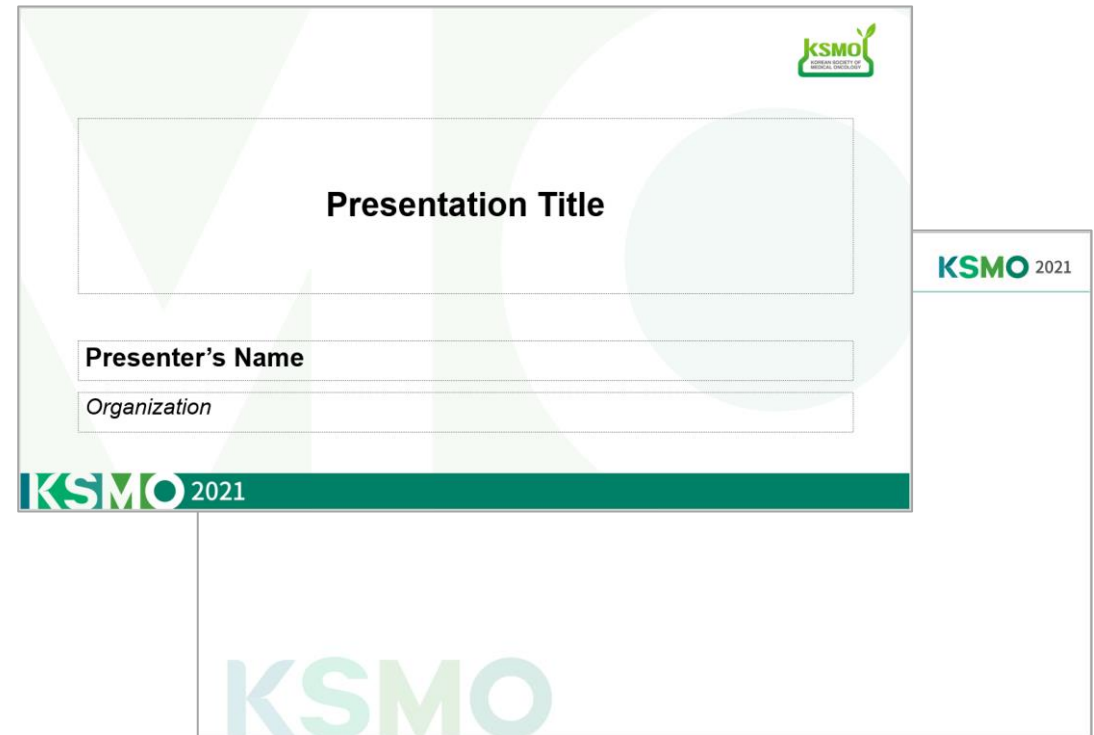 KSMO
KOREAN SOCIETY OF
MEDICAL ONCOLOGY
Presentation Title
KSMO 2021
Presenter's Name
Organization
KSMO 2021
KSMO